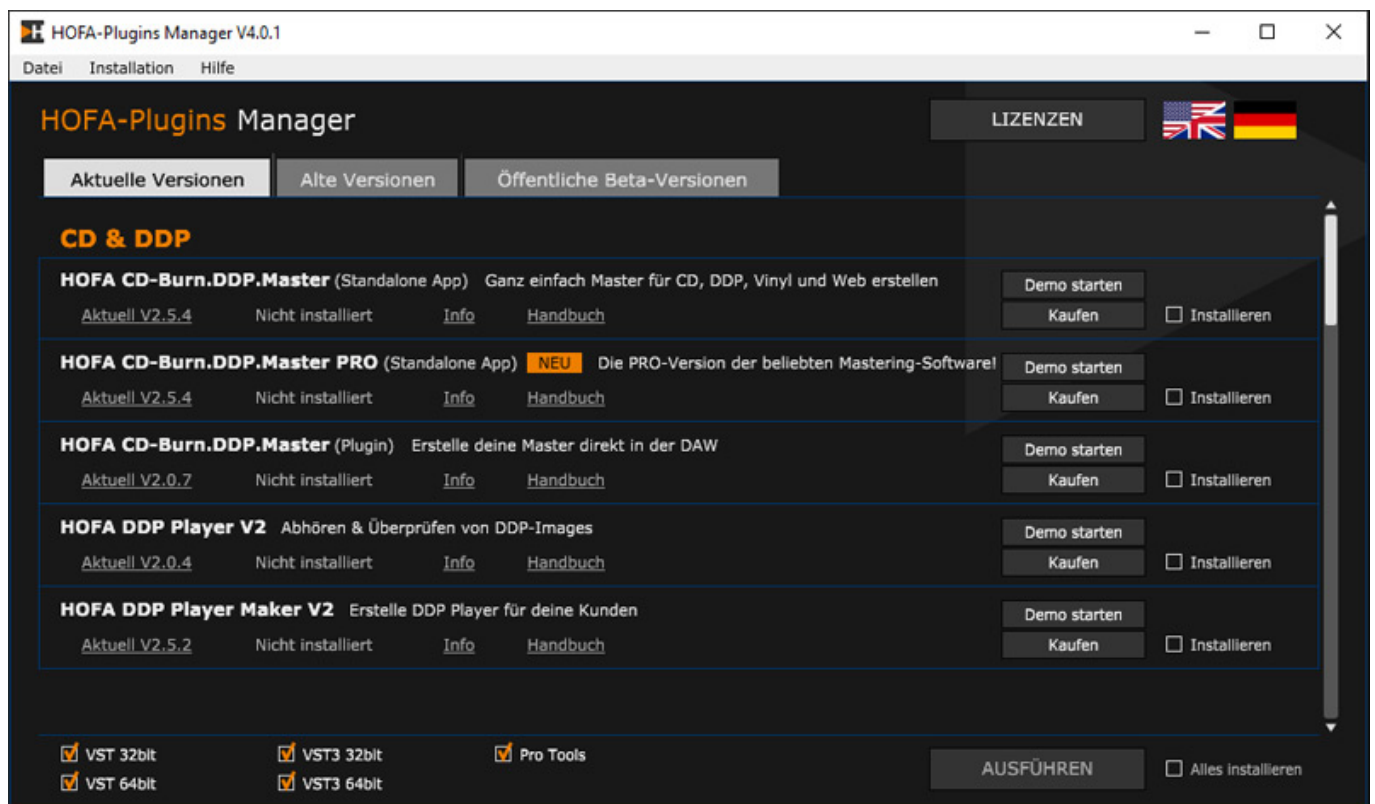 HOFA-Plugins Manager V4.0.1
Datei Installation Hilfe
HOFA-Plugins Manager
LIZENZEN
Aktuelle Versionen Alte Versionen Öffentliche Beta-Versionen
CD & DDP
HOFA CD-Burn.DDP.Master (Standalone App) Ganz einfach Master für CD, DDP, Vinyl und Web erstellen
Demo starten
Aktuell V2.5.4 Nicht installiert Info Handbuch Kaufen Installieren
HOFA CD-Burn.DDP.Master PRO (Standalone App) NEU Die PRO-Version der beliebten Mastering-Software!
Demo starten
Aktuell V2.5.4 Nicht installiert Info Handbuch Kaufen Installieren
HOFA CD-Burn.DDP.Master (Plugin) Erstelle deine Master direkt in der DAW
Demo starten
Aktuell V2.0.7 Nicht installiert Info Handbuch Kaufen Installieren
HOFA DDP Player V2 Abhören & Überprüfen von DDP-Images
Demo starten
Aktuell V2.0.4 Nicht installiert Info Handbuch Kaufen Installieren
HOFA DDP Player Maker V2 Erstelle DDP Player für deine Kunden
Demo starten
Aktuell V2.5.2 Nicht installiert Info Handbuch Kaufen Installieren
VST 32bit VST3 32bit Pro Tools
VST 64bit VST3 64bit
AUSFÜHREN Alles installieren